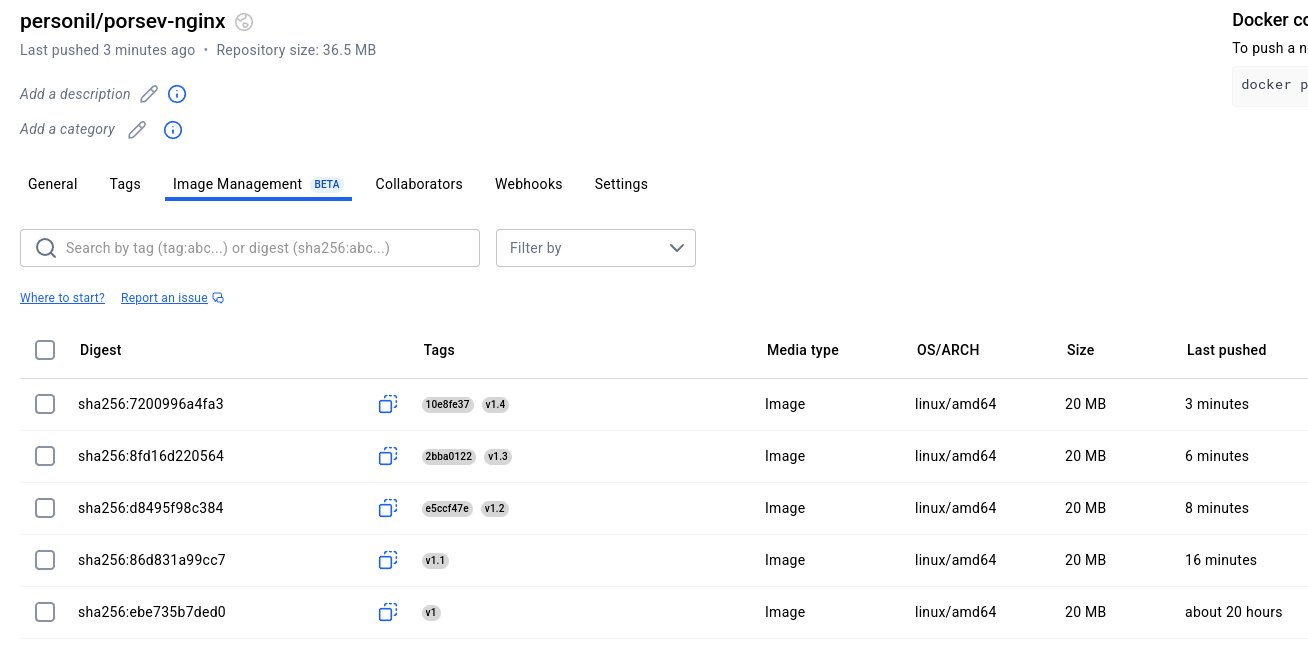 personil/porsev-nginx
Docker co
Last pushed 3 minutes ago • Repository size: 36.5 MB
To push a n
docker p
Add a description
Add a category
General Tags Image Management BETA Collaborators Webhooks Settings
Search by tag (tag:abc...) or digest (sha256:abc...) Filter by
Where to start? Report an issue
Digest Tags Media type OS/ARCH Size Last pushed
sha256:7200996a4fa3 10e8fe37 v1.4 Image linux/amd64 20 MB 3 minutes
sha256:8fd16d220564 2bba0122 v1.3 Image linux/amd64 20 MB 6 minutes
sha256:d8495f98c384 e5ccf47e v1.2 Image linux/amd64 20 MB 8 minutes
sha256:86d831a99cc7 v1.1 Image linux/amd64 20 MB 16 minutes
sha256:ebe735b7ded0 v1 Image linux/amd64 20 MB about 20 hours